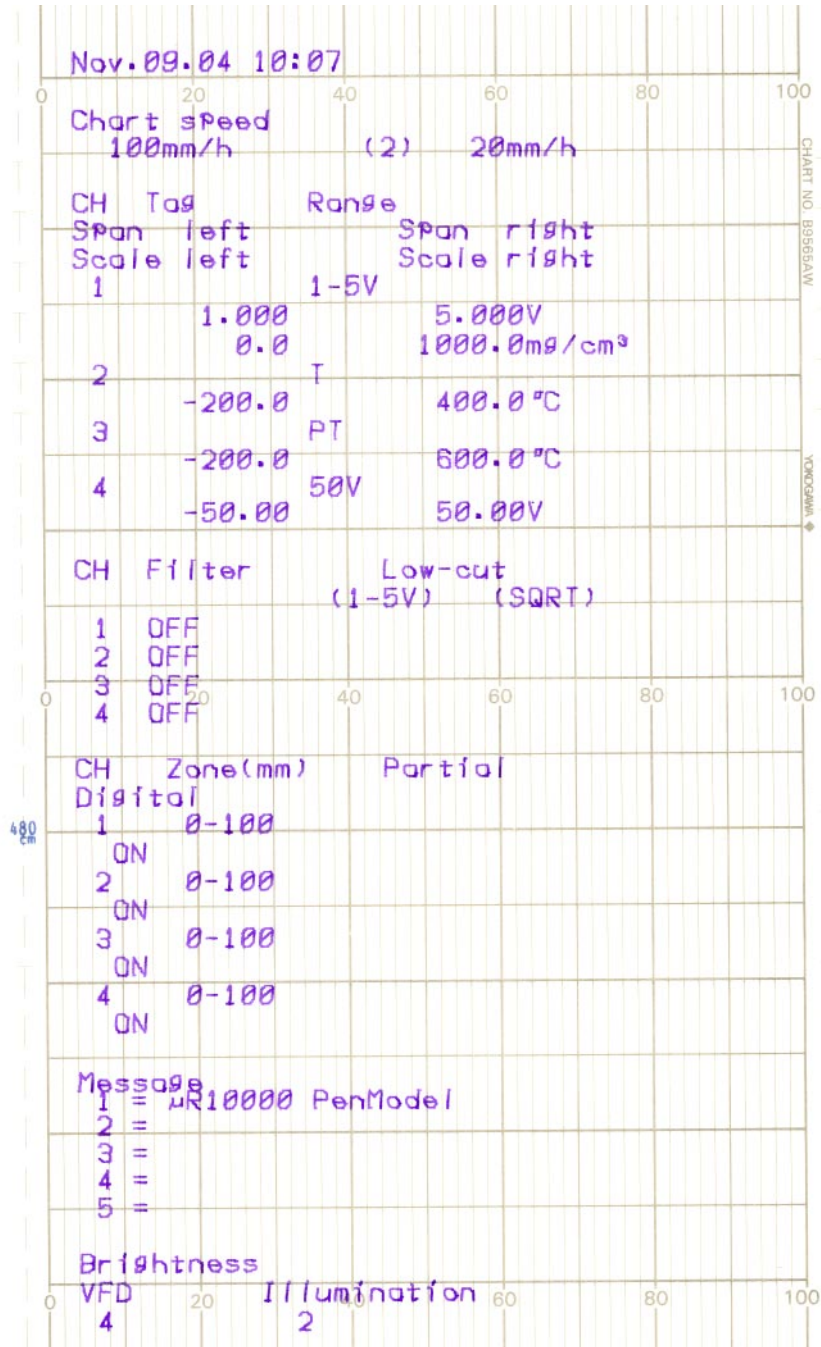 Nov.09.04 10:07
0 20 40 60 80 100
Chart speed
100mm/h (2) 20mm/h
CHART NO. B9565AW
CH Tag Range
Span left Span right
Scale left Scale right
1 1-5V
1.000 5.000V
0.0 1000.0mg/cm³
2 T
-200.0 400.0°C
3 PT
-200.0 600.0°C
YOKOGAWA
4 50V
-50.00 50.00V
CH Filter Low-cut
(1-5V) (SQRT)
1 OFF
2 OFF
3 OFF
0 20 40 60 80 100
4 OFF
CH Zone(mm) Partial
Digital
480
cm
1 0-100
ON
2 0-100
ON
3 0-100
ON
4 0-100
ON
Message
1 = μR10000 PenModel
2 =
3 =
4 =
5 =
Brightness
VFD Illumination
0 20 40 60 80 100
4 2